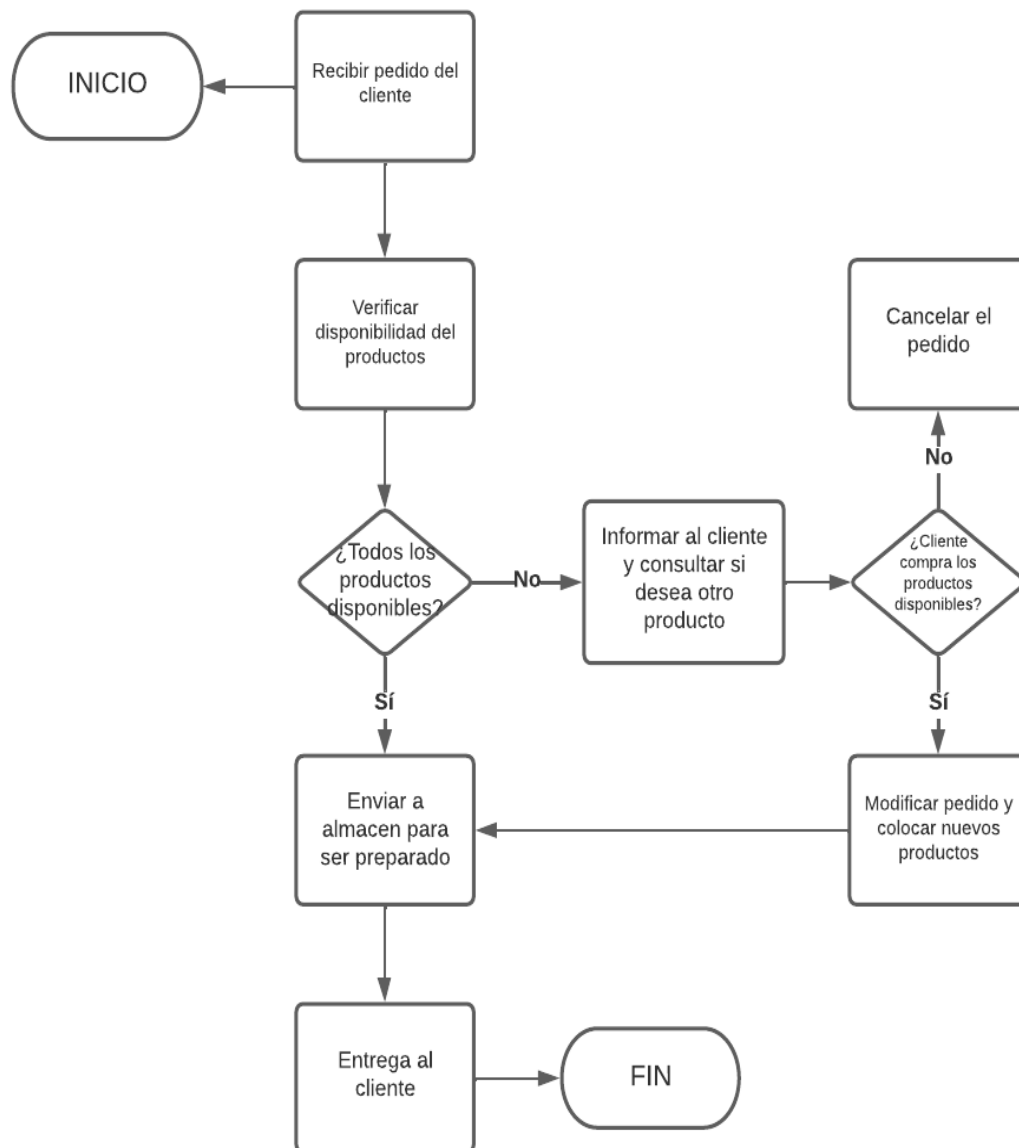 INICIO
Recibir pedido del
cliente
Verificar
disponibilidad del
productos
Cancelar el
pedido
No
¿Todos los
productos
disponibles?
No
Informar al cliente
y consultar si
desea otro
producto
¿Cliente
compra los
productos
disponibles?
Sí
Sí
Enviar a
almacen para
ser preparado
Modificar pedido y
colocar nuevos
productos
Entrega al
cliente
FIN